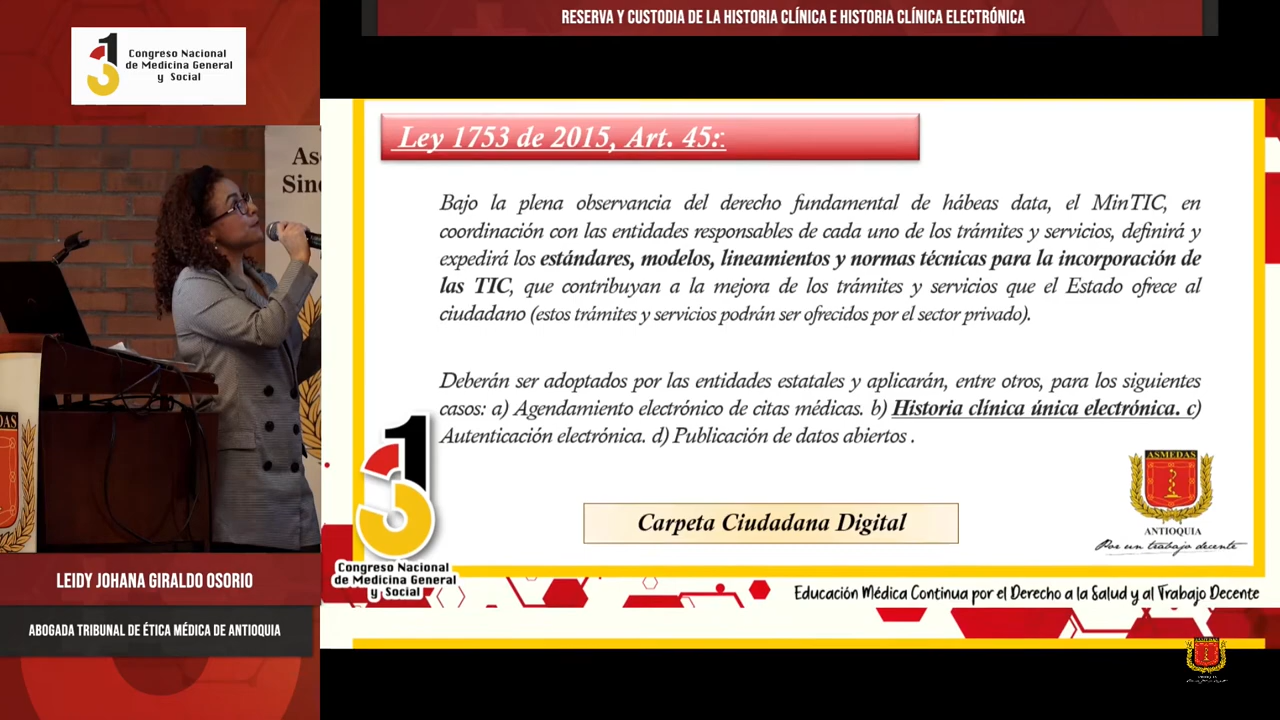 RESERVA Y CUSTODIA DE LA HISTORIA CLÍNICA E HISTORIA CLÍNICA ELECTRÓNICA
Congreso Nacional
de Medicina General
y Social
Ley 1753 de 2015, Art. 45::
Bajo la plena observancia del derecho fundamental de hábeas data, el MinTIC, en
coordinación con las entidades responsables de cada uno de los trámites y servicios, definirá y
expedirá los estándares, modelos, lineamientos y normas técnicas para la incorporación de
las TIC, que contribuyan a la mejora de los trámites y servicios que el Estado ofrece al
ciudadano (estos trámites y servicios podrán ser ofrecidos por el sector privado).
Deberán ser adoptados por las entidades estatales y aplicarán, entre otros, para los siguientes
casos: a) Agendamiento electrónico de citas médicas. b) Historia clínica única electrónica. c)
Autenticación electrónica. d) Publicación de datos abiertos .
Carpeta Ciudadana Digital
ASMEDAS
ANTIOQUIA
Por un trabajo decente
31
Congreso Nacional
de Medicina General
y Social
Educación Médica Continua por el Derecho a la Salud y al Trabajo Decente
LEIDY JOHANA GIRALDO OSORIO
ABOGADA TRIBUNAL DE ÉTICA MÉDICA DE ANTIOQUIA